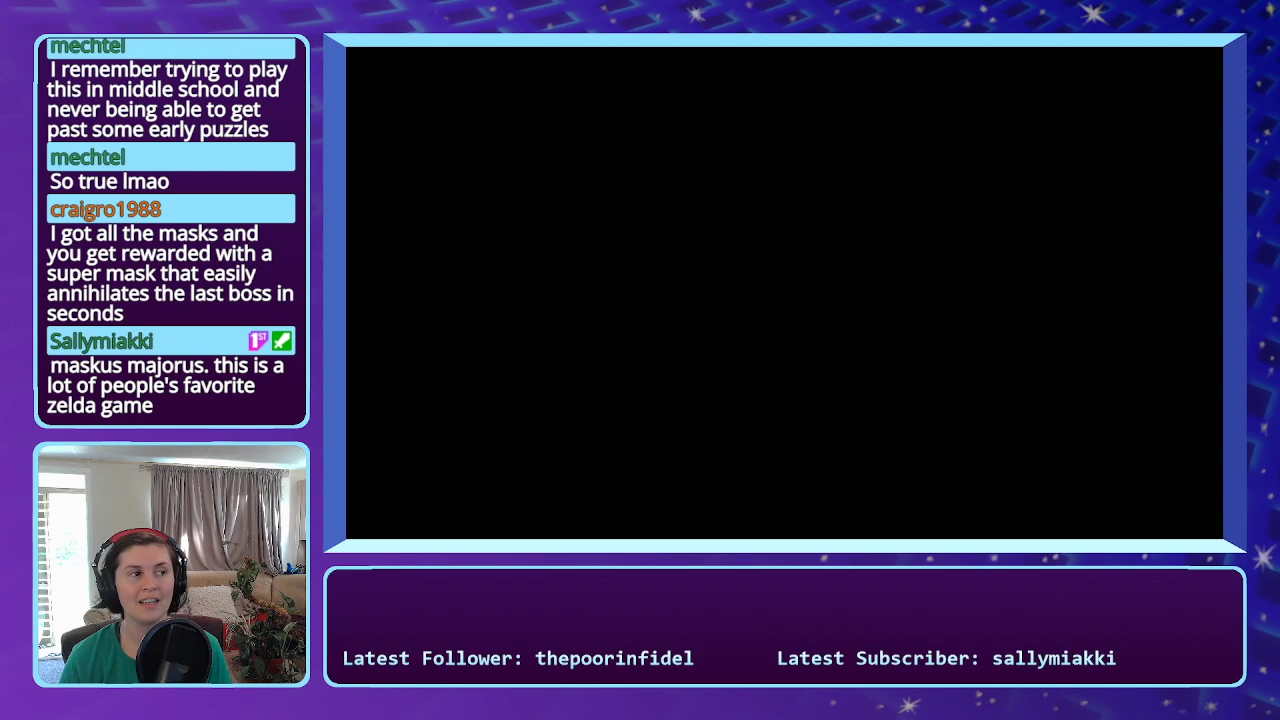 mechtel
I remember trying to play
this in middle school and
never being able to get
past some early puzzles
mechtel
So true lmao
craigro1988
I got all the masks and
you get rewarded with a
super mask that easily
annihilates the last boss in
seconds
Sallymiakki 1ST
maskus majorus. this is a
lot of people's favorite
zelda game
Latest Follower: thepoorinfidel
Latest Subscriber: sallymiakki